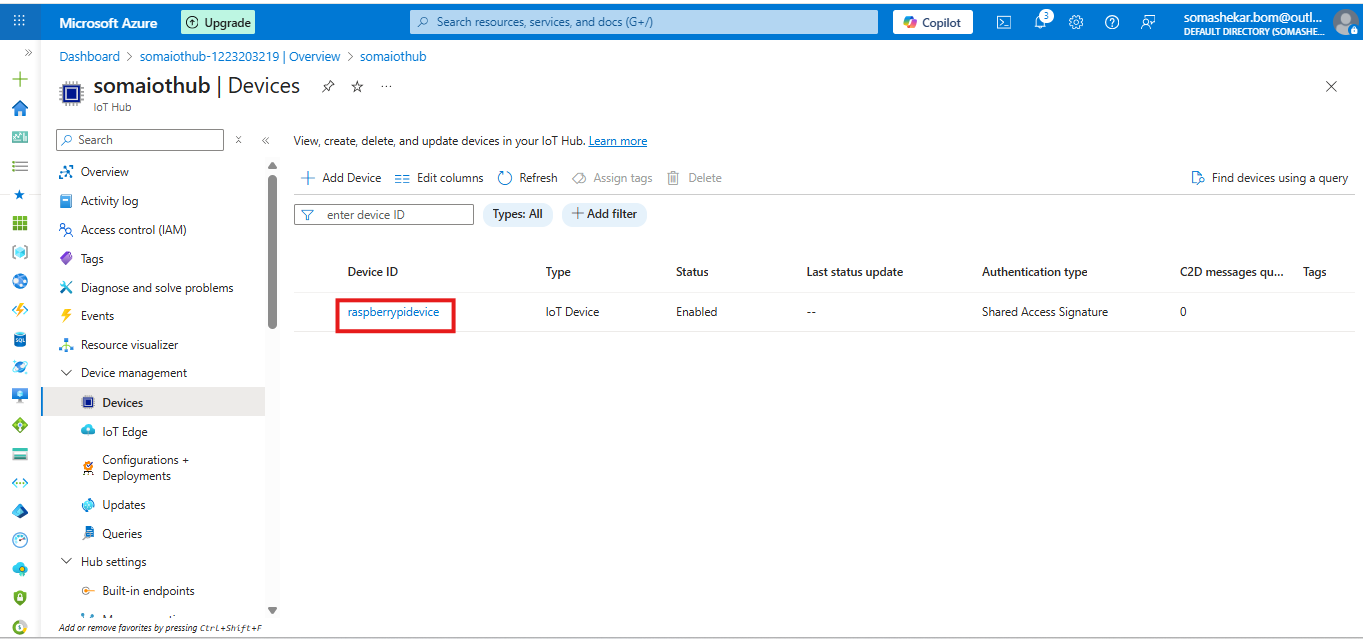 Microsoft Azure
Upgrade
Search resources, services, and docs (G+/)
Copilot
3
somashekar.bom@outl...
DEFAULT DIRECTORY (SOMASHE...
Dashboard > somaiothub-1223203219 | Overview > somaiothub
somaiothub | Devices
IoT Hub
Search
View, create, delete, and update devices in your IoT Hub. Learn more
Add Device
Edit columns
Refresh
Assign tags
Delete
Find devices using a query
enter device ID
Types: All
Add filter
Device ID
Type
Status
Last status update
Authentication type
C2D messages qu...
Tags
raspberrypidevice
IoT Device
Enabled
--
Shared Access Signature
0
Overview
Activity log
Access control (IAM)
Tags
Diagnose and solve problems
Events
Resource visualizer
Device management
Devices
IoT Edge
Configurations +
Deployments
Updates
Queries
Hub settings
Built-in endpoints
Add or remove favorites by pressing Ctrl+Shift+F
SQL